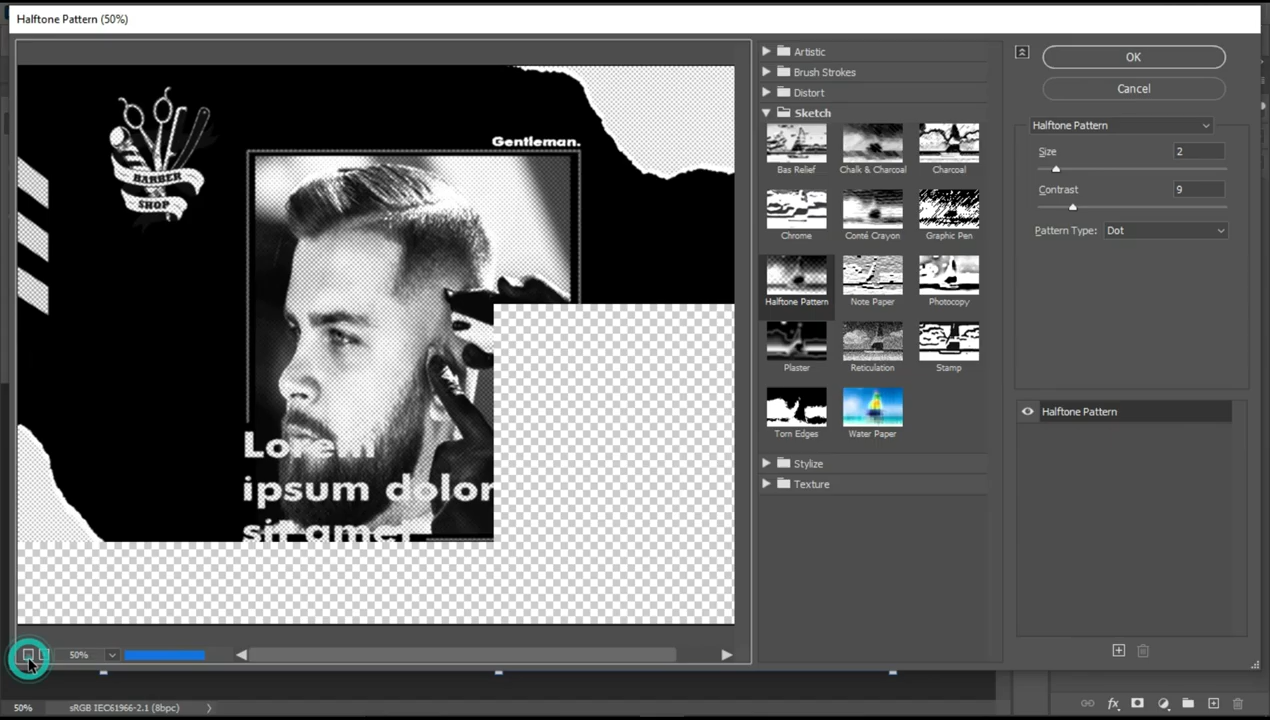 Halftone Pattern (50%)
BARBER
SHOP
Gentleman.
Lorem
ipsum dolor
sit amet
50%
50%
sRGB IEC61966-2.1 (8bpc)
Artistic
Brush Strokes
Distort
Sketch
Bas Relief
Chalk & Charcoal
Charcoal
Chrome
Conté Crayon
Graphic Pen
Halftone Pattern
Note Paper
Photocopy
Plaster
Reticulation
Stamp
Torn Edges
Water Paper
Stylize
Texture
OK
Cancel
Halftone Pattern
Size 2
Contrast 9
Pattern Type: Dot
Halftone Pattern
fx